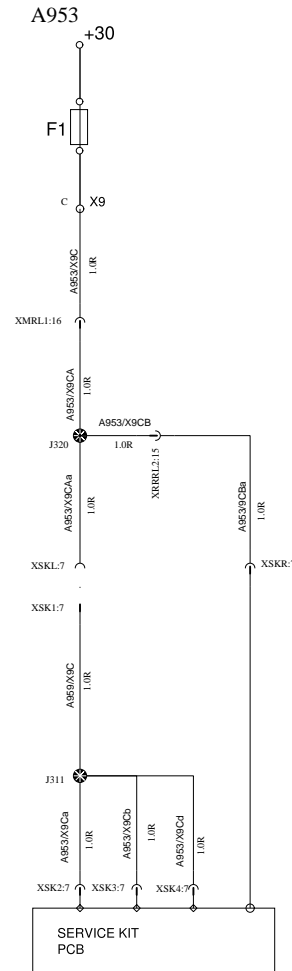 A953
+30
F1
C X9
A953/X9C
1.0R
XMRL1:16
A953/X9CA
1.0R
A953/X9CB
J320
1.0R
XRRRL2:15
A953/X9CAa
1.0R
A953/9CBa
1.0R
XSKL:7
XSKR:7
XSK1:7
A959/X9C
1.0R
J311
A953/X9Ca
1.0R
A953/X9Cb
1.0R
A953/X9Cd
1.0R
XSK2:7
XSK3:7
XSK4:7
SERVICE KIT
PCB